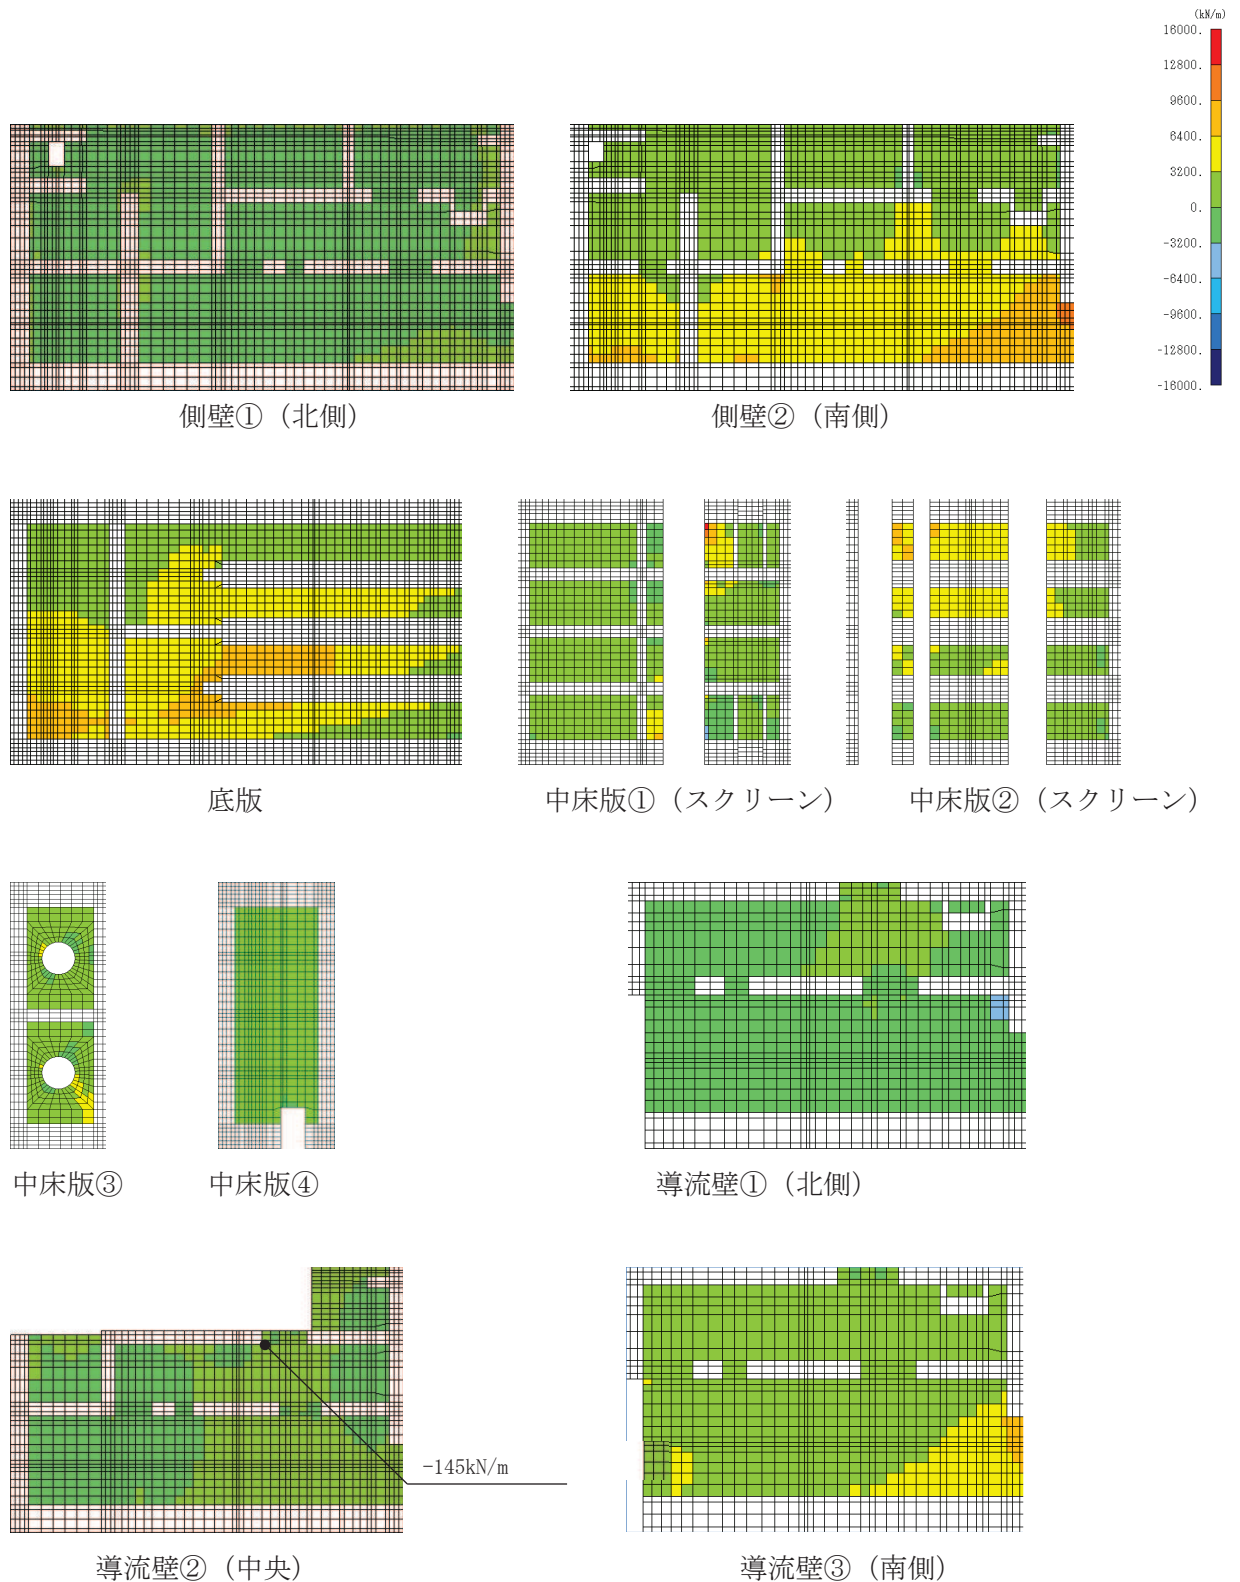 (kN/m)
16000.
12800.
9600.
6400.
3200.
0.
-3200.
-6400.
-9600.
-12800.
-16000.
側壁①（北側）
側壁②（南側）
底版
中床版①（スクリーン）
中床版②（スクリーン）
中床版③
中床版④
導流壁①（北側）
-145kN/m
導流壁②（中央）
導流壁③（南側）